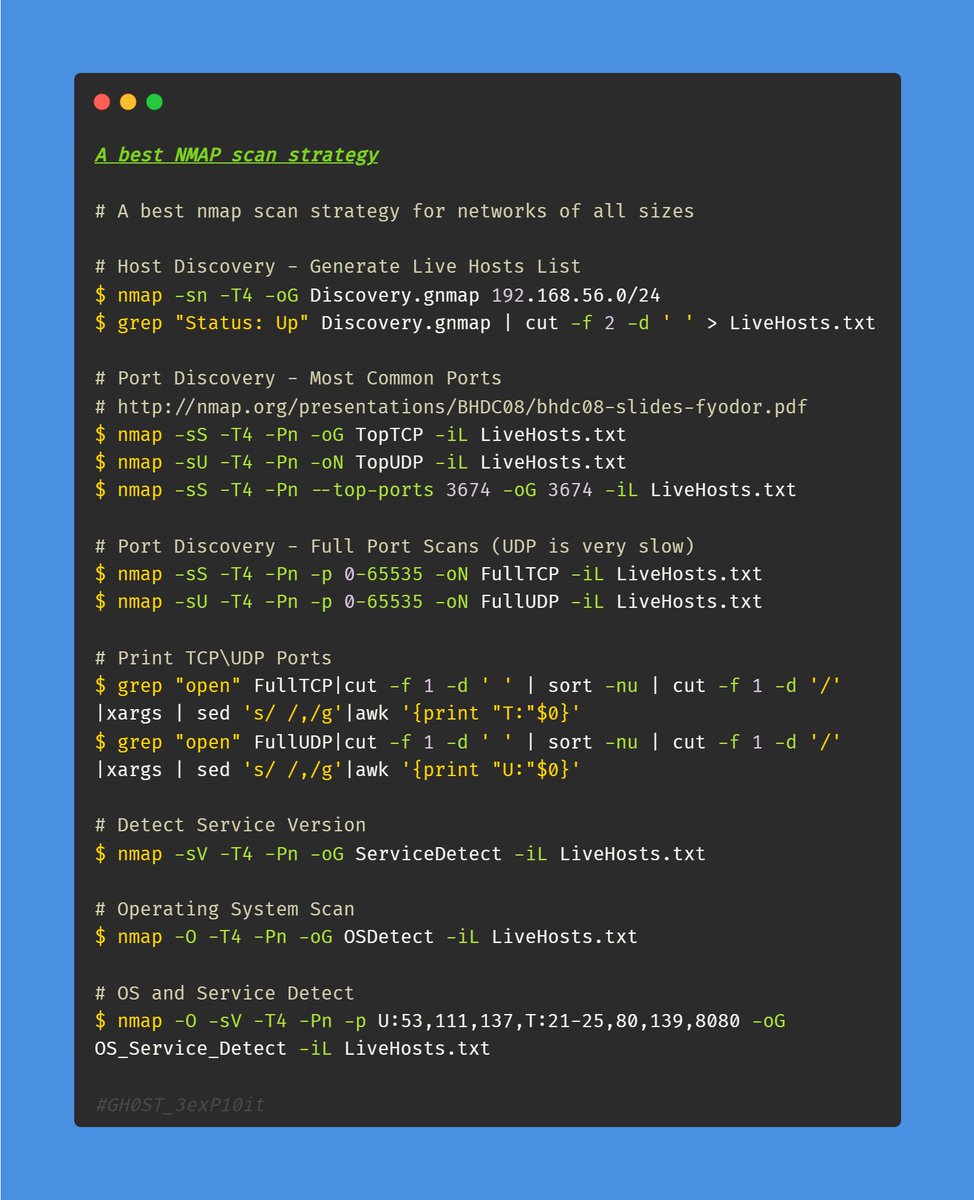 A best NMAP scan strategy
# A best nmap scan strategy for networks of all sizes
# Host Discovery - Generate Live Hosts List
$ nmap -sn -T4 -oG Discovery.gnmap 192.168.56.0/24
$ grep "Status: Up" Discovery.gnmap | cut -f 2 -d ' ' > LiveHosts.txt
# Port Discovery - Most Common Ports
# http://nmap.org/presentations/BHDC08/bhdc08-slides-fyodor.pdf
$ nmap -sS -T4 -Pn -oG TopTCP -iL LiveHosts.txt
$ nmap -sU -T4 -Pn -oN TopUDP -iL LiveHosts.txt
$ nmap -sS -T4 -Pn --top-ports 3674 -oG 3674 -iL LiveHosts.txt
# Port Discovery - Full Port Scans (UDP is very slow)
$ nmap -sS -T4 -Pn -p 0-65535 -oN FullTCP -iL LiveHosts.txt
$ nmap -sU -T4 -Pn -p 0-65535 -oN FullUDP -iL LiveHosts.txt
# Print TCP\UDP Ports
$ grep "open" FullTCP|cut -f 1 -d ' ' | sort -nu | cut -f 1 -d '/'
|xargs | sed 's/ /,/g'|awk '{print "T:"$0}'
$ grep "open" FullUDP|cut -f 1 -d ' ' | sort -nu | cut -f 1 -d '/'
|xargs | sed 's/ /,/g'|awk '{print "U:"$0}'
# Detect Service Version
$ nmap -sV -T4 -Pn -oG ServiceDetect -iL LiveHosts.txt
# Operating System Scan
$ nmap -O -T4 -Pn -oG OSDetect -iL LiveHosts.txt
# OS and Service Detect
$ nmap -O -sV -T4 -Pn -p U:53,111,137,T:21-25,80,139,8080 -oG
OS_Service_Detect -iL LiveHosts.txt
#GH0ST_3exP10it